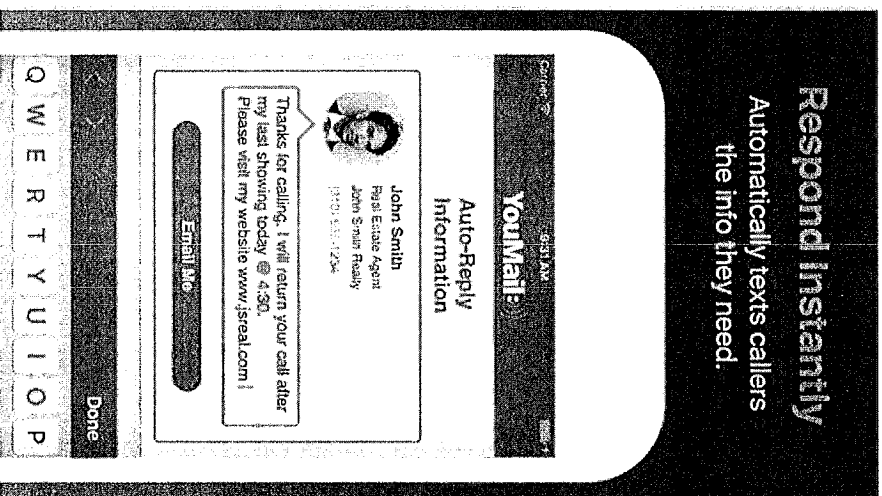 Respond Instantly
Automatically texts callers
the info they need.
Carrier
YouMail
Auto-Reply
Information
John Smith
Real Estate Agent
John Smith Realty
Thanks for calling. I will return your call after
my last showing today @ 4:30.
Please visit my website www.jsreal.com
Email Me
Done
Q W E R T Y U I O P